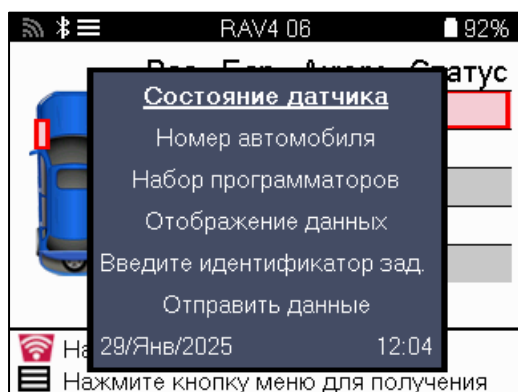 RAV4 06 92%
Статус
Состояние датчика
Номер автомобиля
Набор программаторов
Отображение данных
Введите идентификатор зад.
Отправить данные
29/Янв/2025 12:04
Нажмите кнопку меню для получения